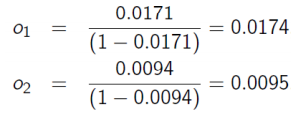 o₁ = 0.0171 / (1 − 0.0171) = 0.0174
o₂ = 0.0094 / (1 − 0.0094) = 0.0095